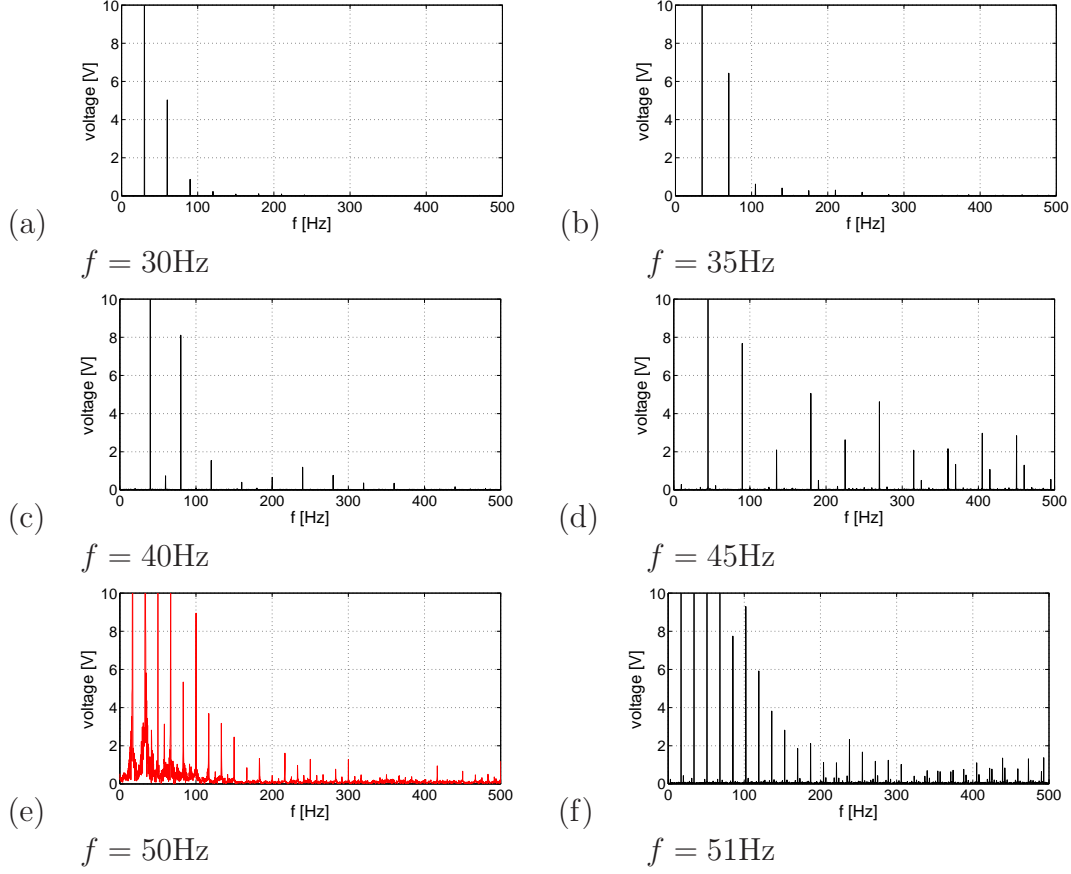 10
8
6
4
2
0
voltage [V]
0 100 200 300 400 500
f [Hz]
(a)
f = 30Hz
10
8
6
4
2
0
voltage [V]
0 100 200 300 400 500
f [Hz]
(b)
f = 35Hz
10
8
6
4
2
0
voltage [V]
0 100 200 300 400 500
f [Hz]
(c)
f = 40Hz
10
8
6
4
2
0
voltage [V]
0 100 200 300 400 500
f [Hz]
(d)
f = 45Hz
10
8
6
4
2
0
voltage [V]
0 100 200 300 400 500
f [Hz]
(e)
f = 50Hz
10
8
6
4
2
0
voltage [V]
0 100 200 300 400 500
f [Hz]
(f)
f = 51Hz